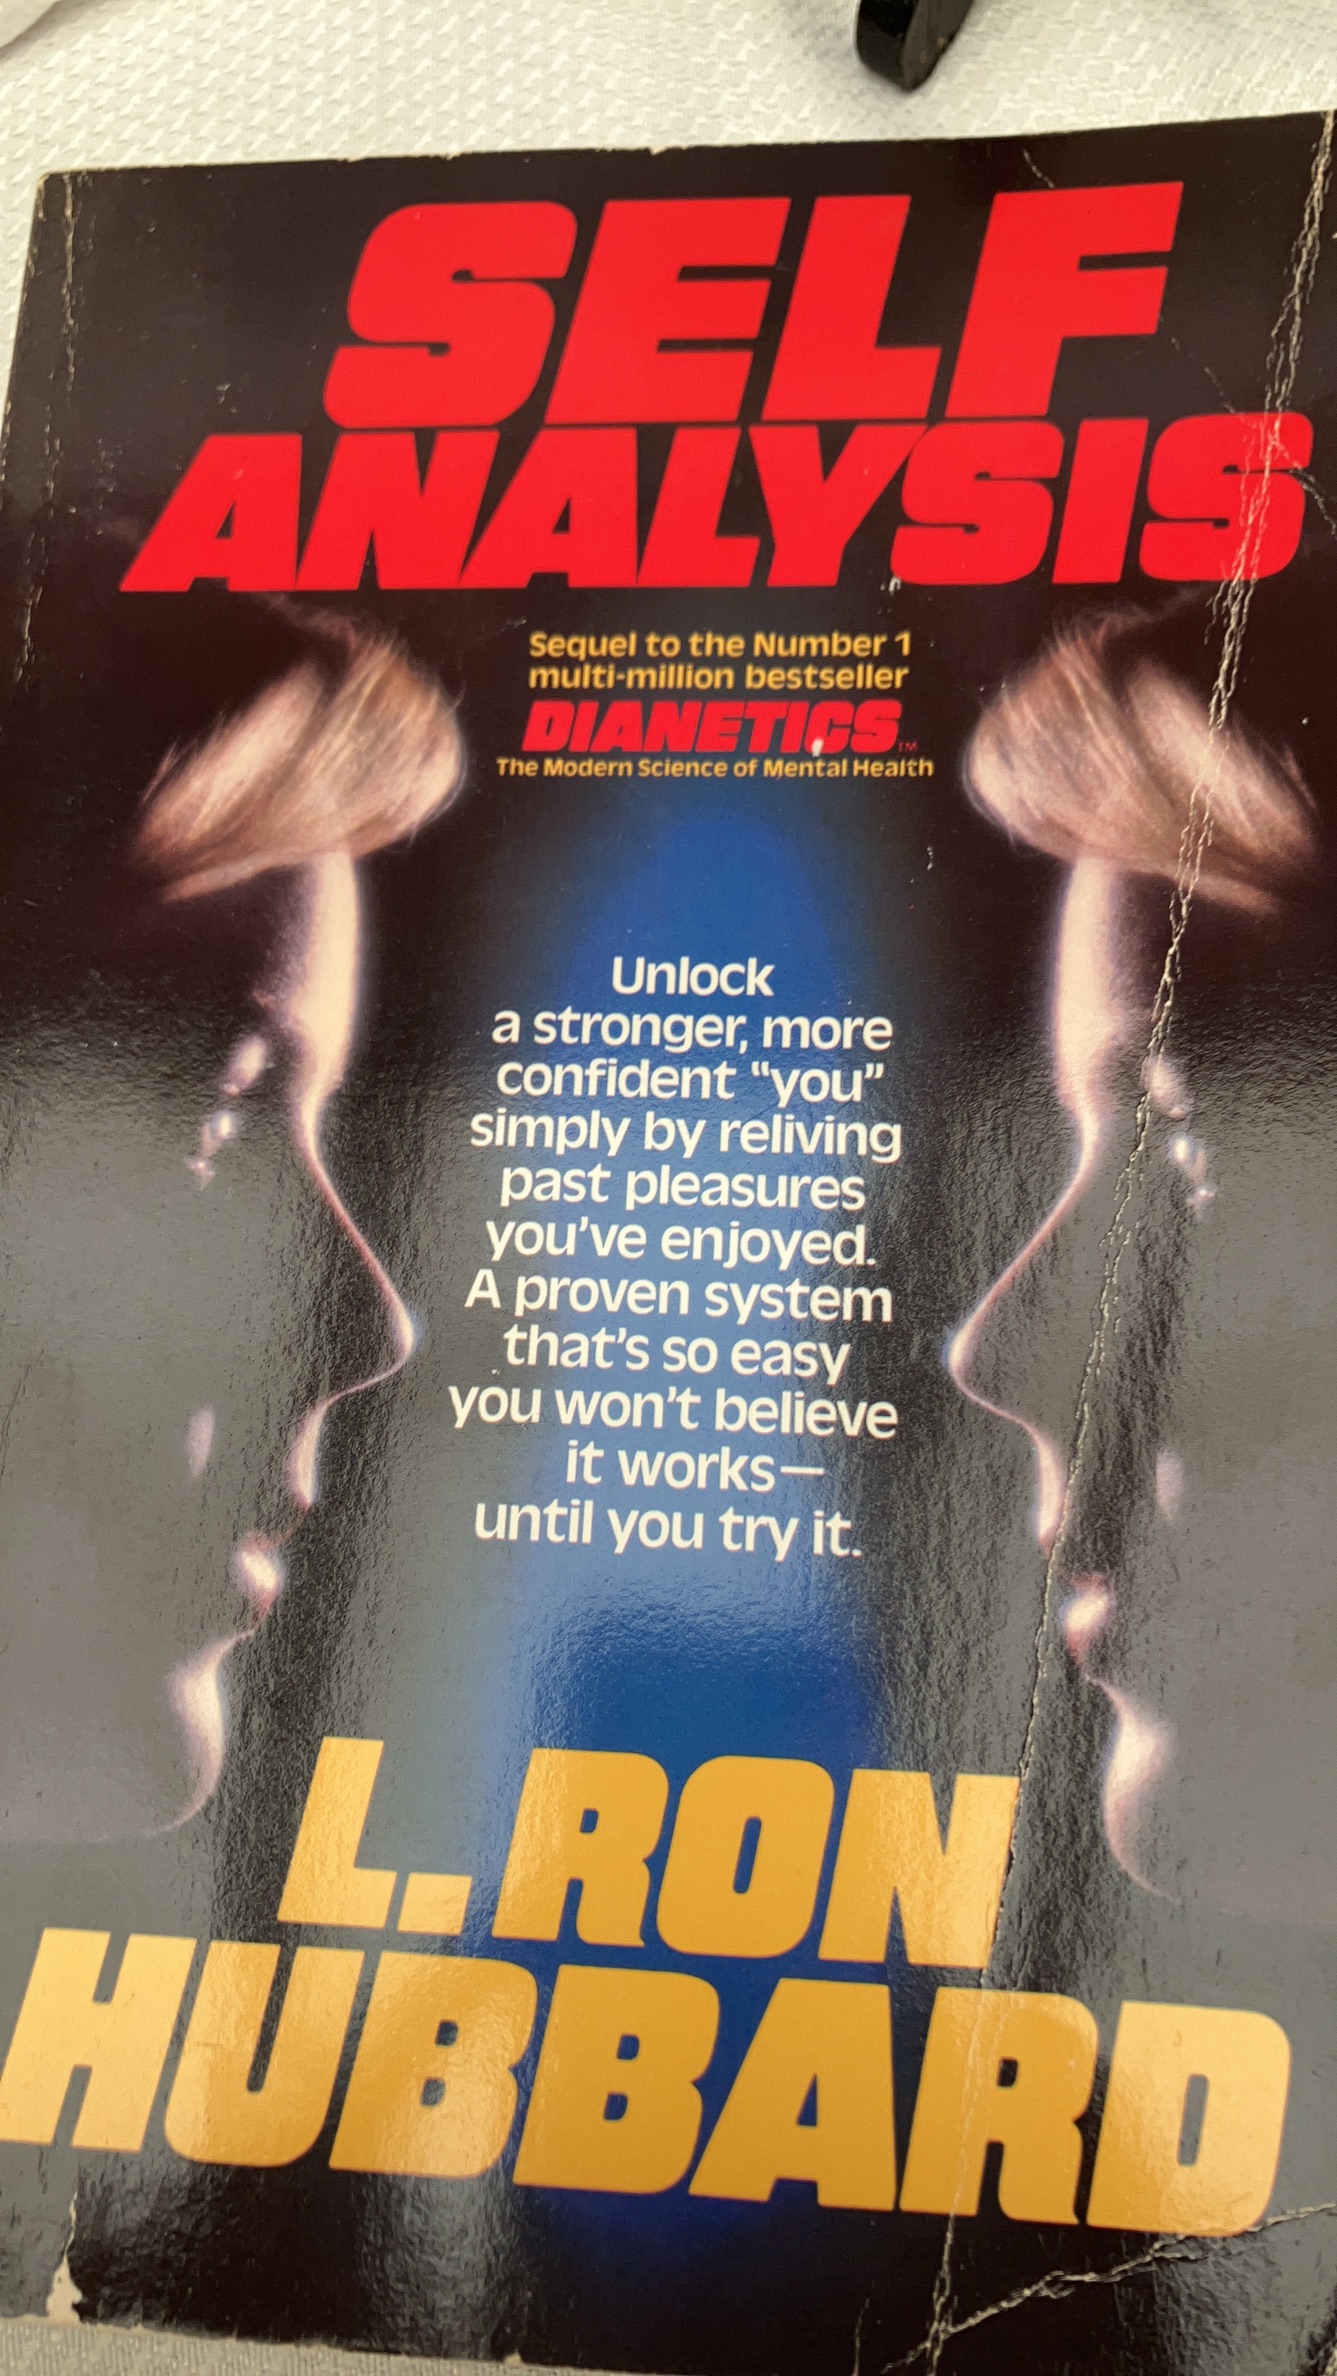 SELF
ANALYSIS
Sequel to the Number 1
multi-million bestseller
DIANETICS™
The Modern Science of Mental Health
Unlock
a stronger, more
confident “you”
simply by reliving
past pleasures
you’ve enjoyed.
A proven system
that’s so easy
you won’t believe
it works—
until you try it.
L. RON
HUBBARD